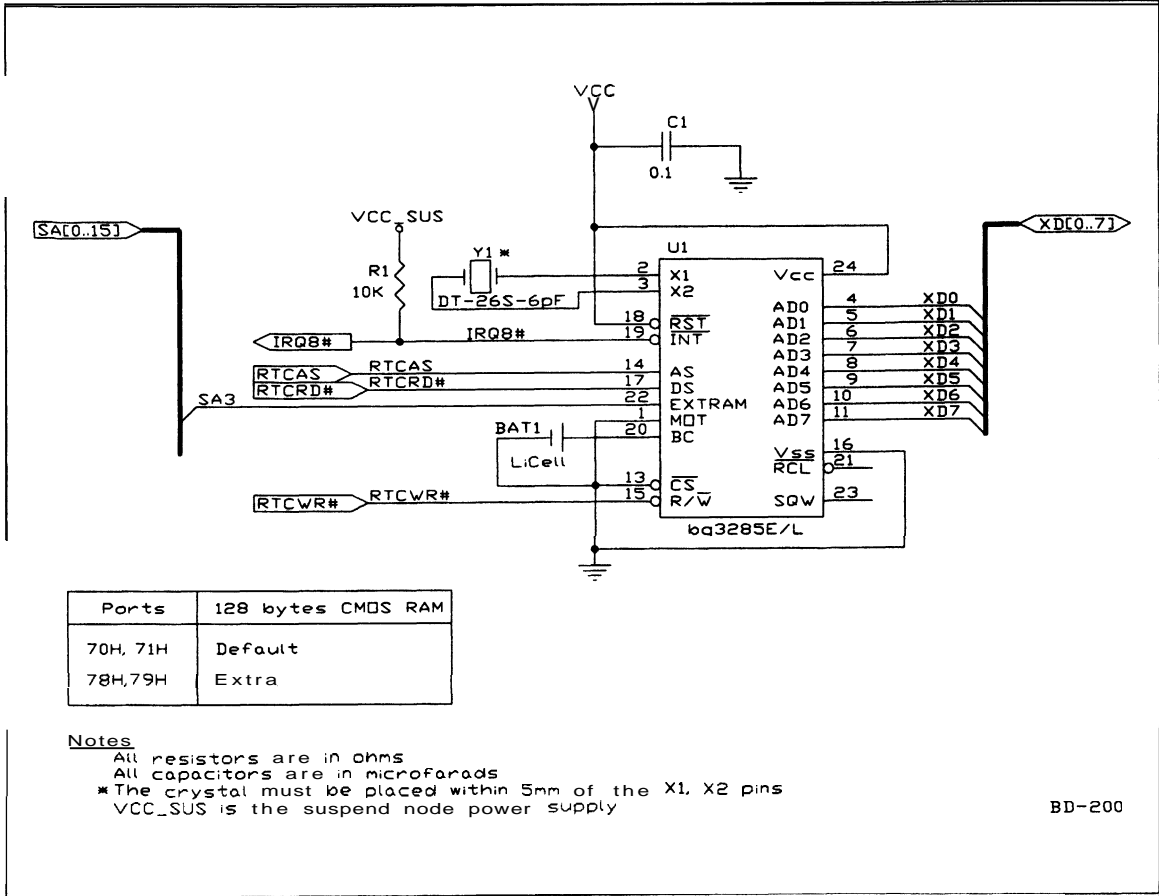 VCC
C1
0.1
SA[0..15]
VCC_SUS
XD[0..7]
R1
10K
Y1 *
DT-26S-6pF
U1
2 X1
3 X2
18 RST
19 INT
14 AS
17 DS
22 EXTRAM
1 MOT
20 BC
13 CS
15 R/W
Vcc 24
AD0 4 XD0
AD1 5 XD1
AD2 6 XD2
AD3 7 XD3
AD4 8 XD4
AD5 9 XD5
AD6 10 XD6
AD7 11 XD7
Vss 16
RCL 21
SQW 23
bq3285E/L
IRQ8# IRQ8#
RTCAS RTCAS
RTCRD# RTCRD#
SA3
BAT1
LiCell
RTCWR# RTCWR#
Ports 128 bytes CMOS RAM
70H, 71H Default
78H,79H Extra
Notes
All resistors are in ohms
All capacitors are in microfarads
* The crystal must be placed within 5mm of the X1, X2 pins
VCC_SUS is the suspend node power supply
BD-200